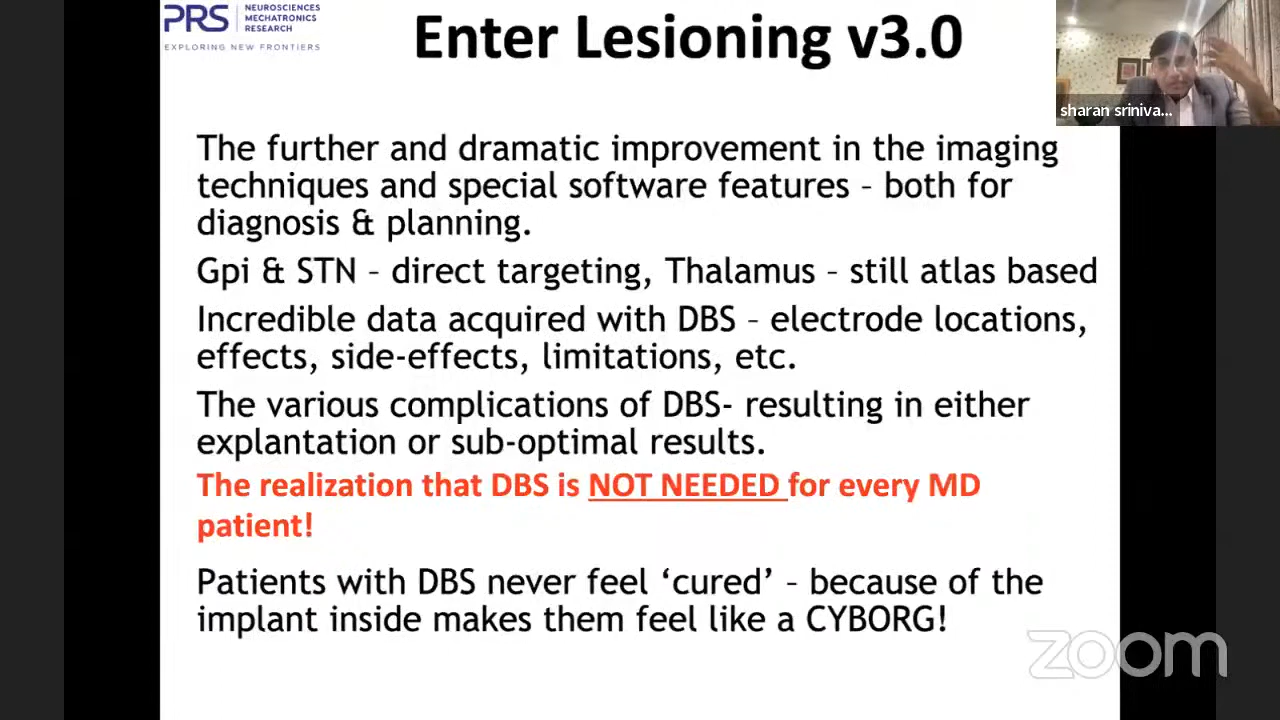 PRS
NEUROSCIENCES
MECHATRONICS
RESEARCH
EXPLORING NEW FRONTIERS
Enter Lesioning v3.0
sharan sriniva...
The further and dramatic improvement in the imaging
techniques and special software features – both for
diagnosis & planning.
Gpi & STN – direct targeting, Thalamus – still atlas based
Incredible data acquired with DBS – electrode locations,
effects, side-effects, limitations, etc.
The various complications of DBS- resulting in either
explantation or sub-optimal results.
The realization that DBS is NOT NEEDED for every MD
patient!
Patients with DBS never feel ‘cured’ – because of the
implant inside makes them feel like a CYBORG!
zoom